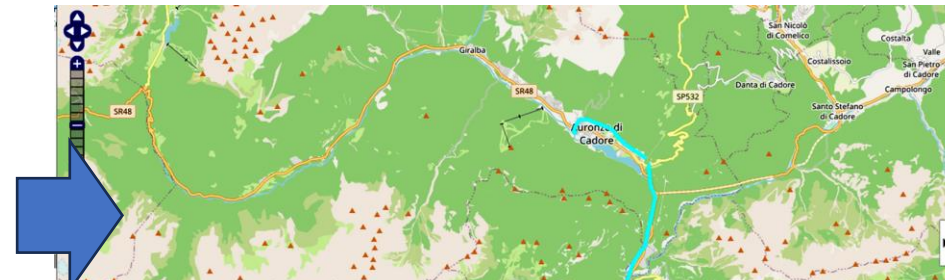 San Nicolò
di Comelico
Costalta
Valle
Costalissoio
San Pietro
di Cadore
Giralba
Campolongo
Danta di Cadore
SR48
SP532
SR48
Santo Stefano
di Cadore
Auronzo di
Cadore